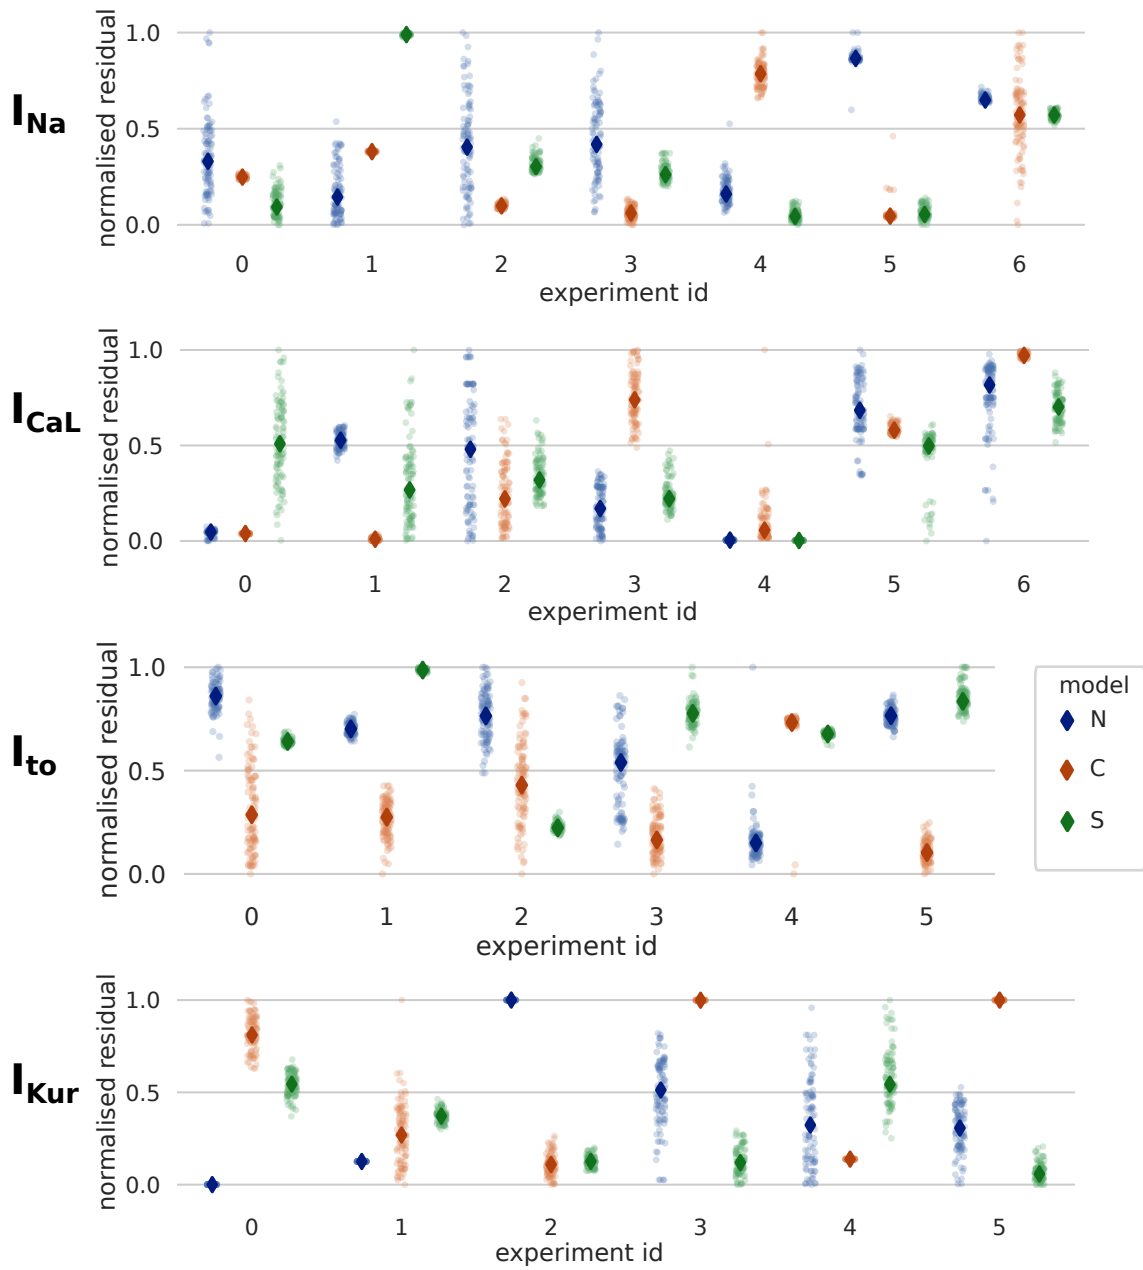 I_Na
normalised residual
1.0
0.5
0.0
0 1 2 3 4 5 6
experiment id
I_CaL
normalised residual
1.0
0.5
0.0
0 1 2 3 4 5 6
experiment id
I_to
normalised residual
1.0
0.5
0.0
0 1 2 3 4 5
experiment id
model
N
C
S
I_Kur
normalised residual
1.0
0.5
0.0
0 1 2 3 4 5
experiment id